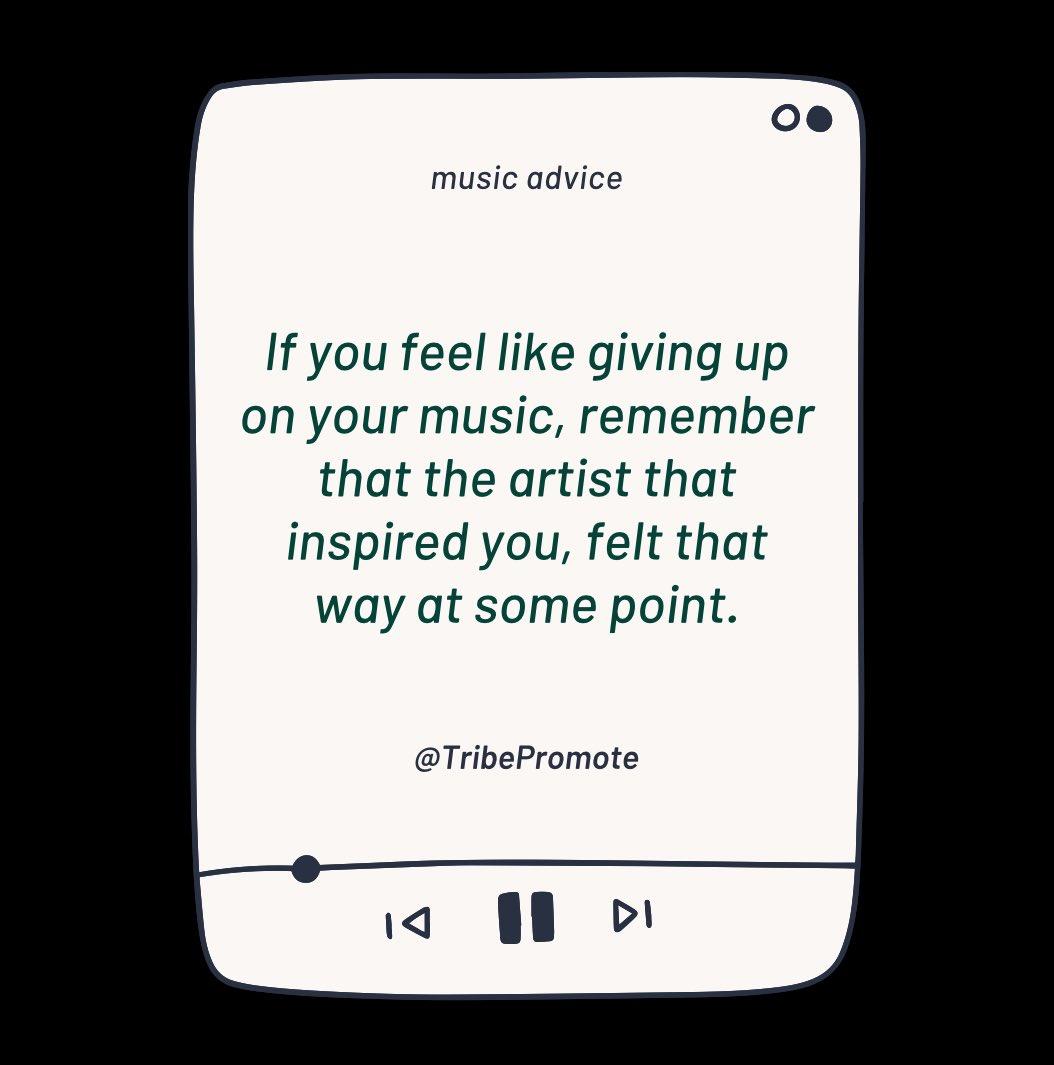 music advice
If you feel like giving up
on your music, remember
that the artist that
inspired you, felt that
way at some point.
@TribePromote